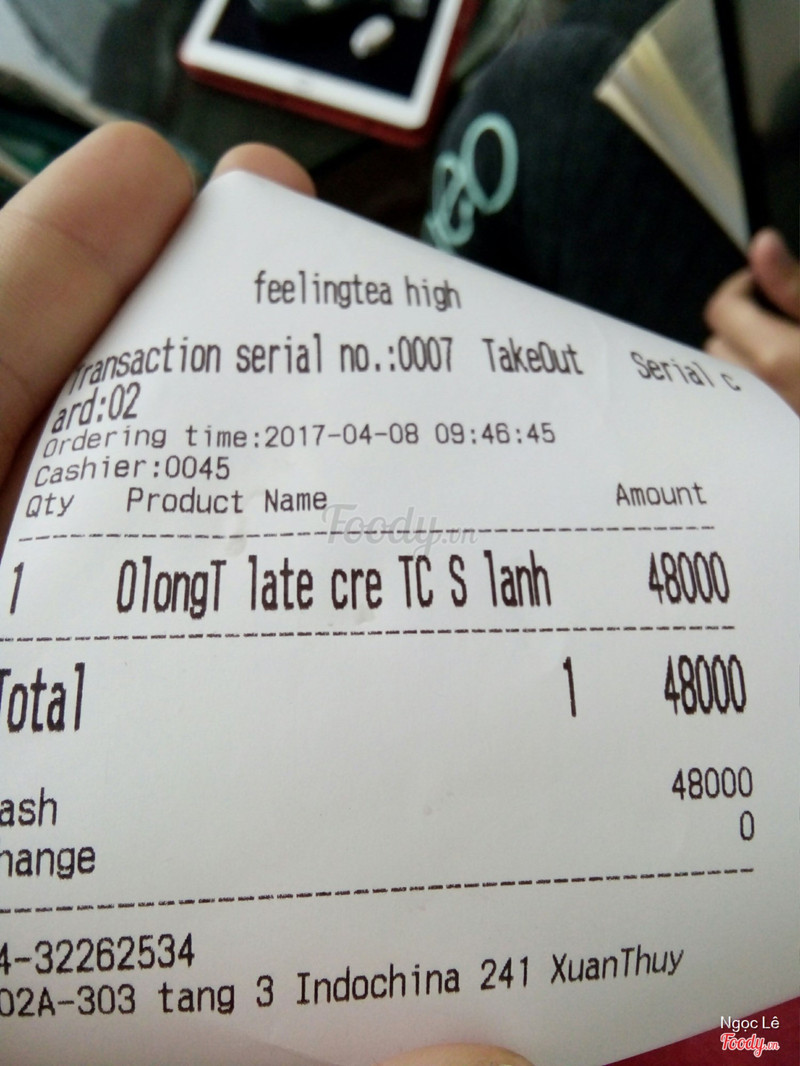 feelingtea high
Transaction serial no.:0007 TakeOut Serial c
ard:02
Ordering time:2017-04-08 09:46:45
Cashier:0045
Qty Product Name Amount
Foody.vn
1 OlongT late cre TC S lanh 48000
Total 1 48000
ash 48000
hange 0
4-32262534
02A-303 tang 3 Indochina 241 XuanThuy
Ngọc Lê
Foody.vn